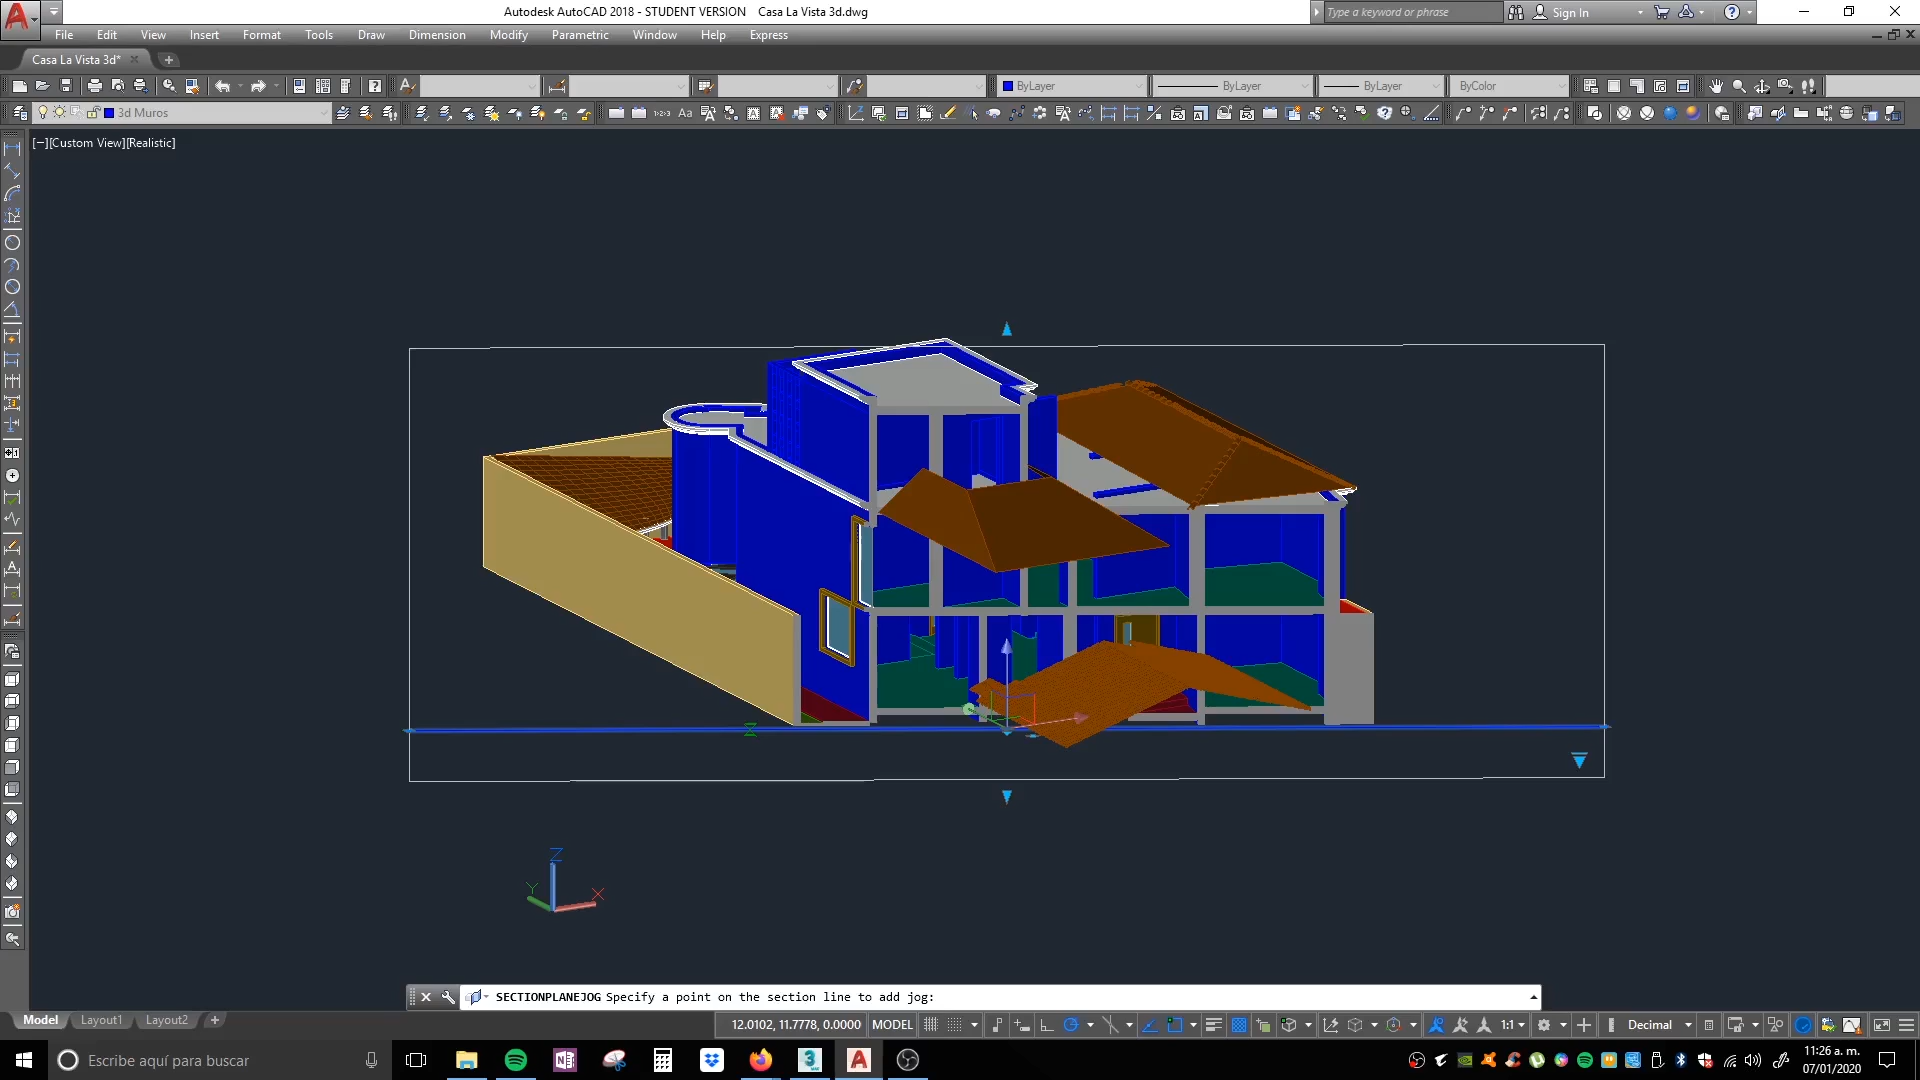 Autodesk AutoCAD 2018 - STUDENT VERSION Casa La Vista 3d.dwg
Type a keyword or phrase
Sign In
File Edit View Insert Format Tools Draw Dimension Modify Parametric Window Help Express
Casa La Vista 3d*
ByLayer ByLayer ByLayer ByColor
3d Muros
[−][Custom View][Realistic]
Z
Z
Y
X
SECTIONPLANEJOG Specify a point on the section line to add jog:
Model Layout1 Layout2
12.0102, 11.7778, 0.0000 MODEL 1:1 Decimal
Escribe aquí para buscar
11:26 a. m.
07/01/2020